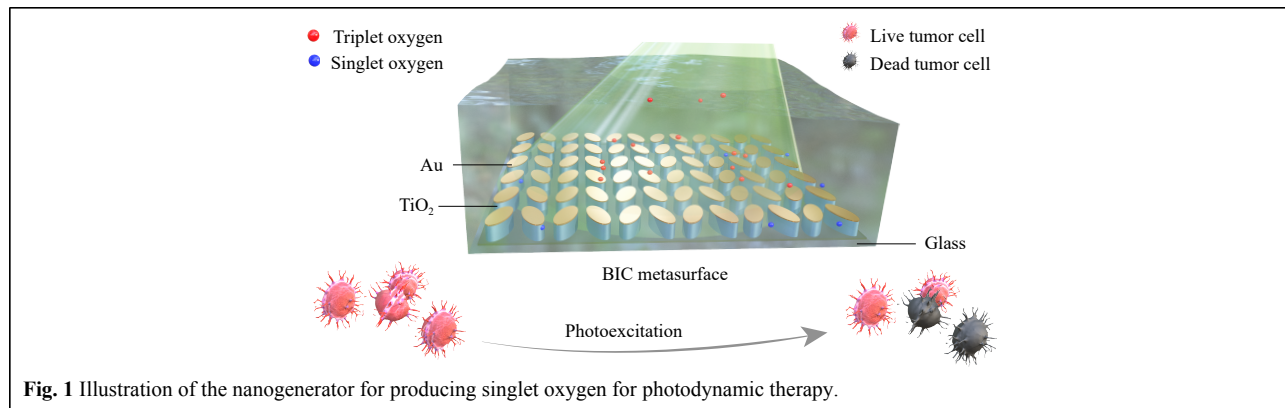 Triplet oxygen
Singlet oxygen
Live tumor cell
Dead tumor cell
Au
TiO₂
Glass
BIC metasurface
Photoexcitation
Fig. 1 Illustration of the nanogenerator for producing singlet oxygen for photodynamic therapy.